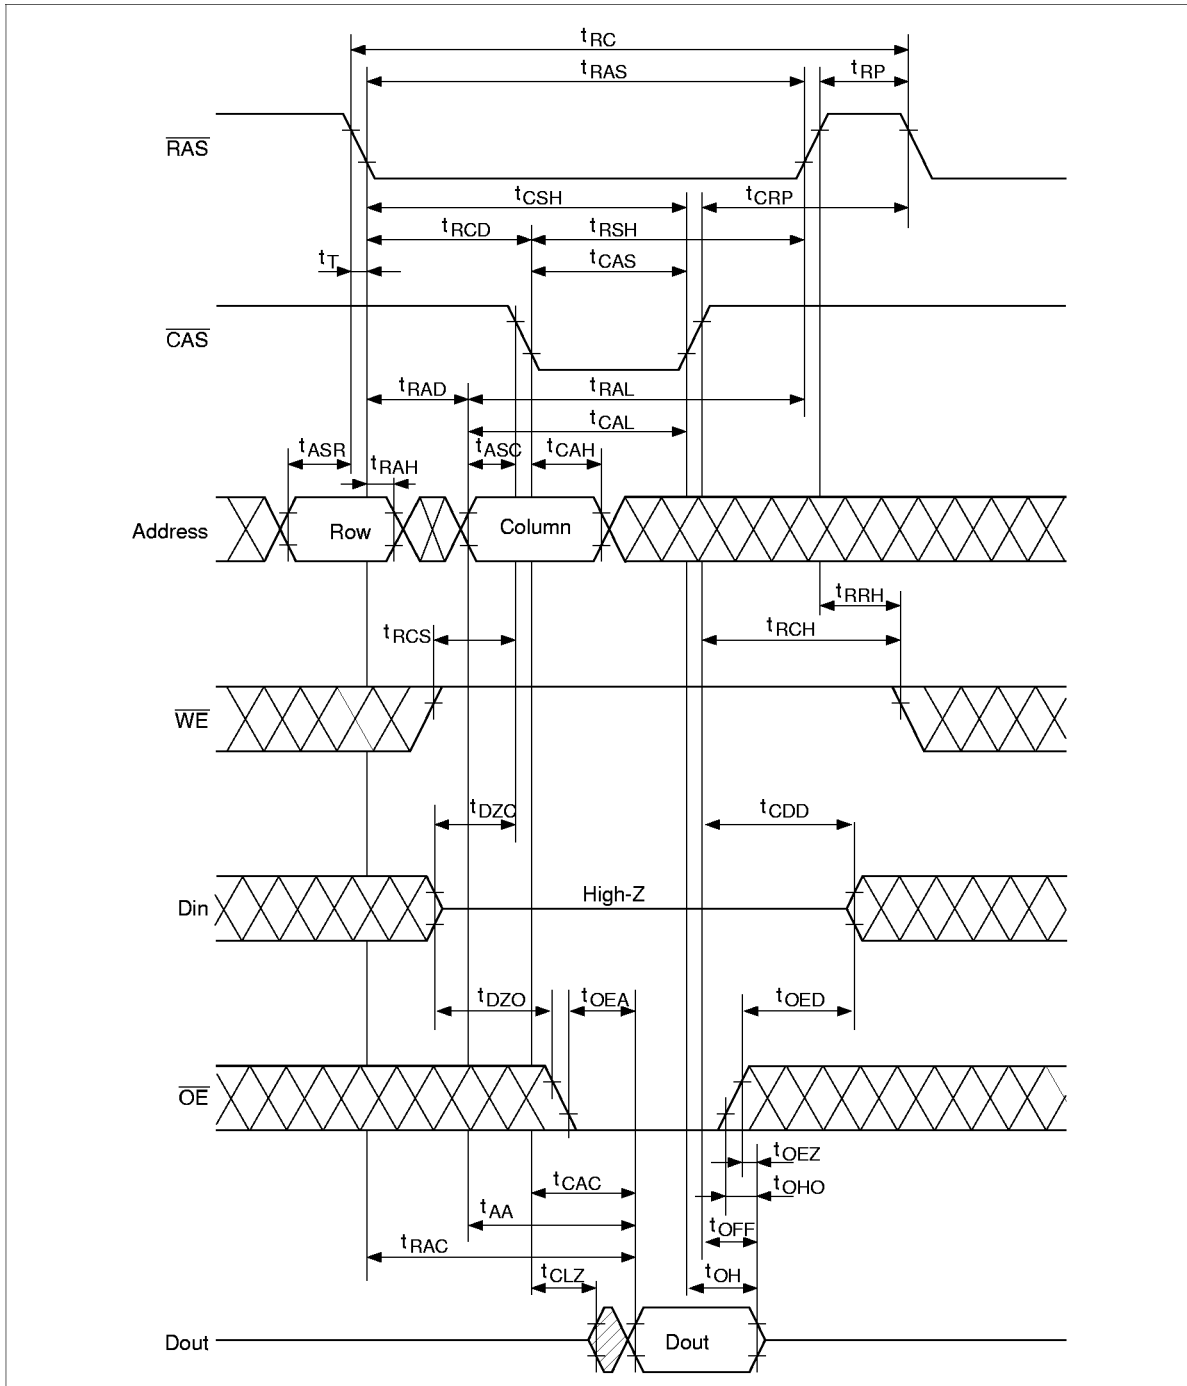 tRC
tRAS tRP
RAS
tCSH tCRP
tRCD tRSH
tT tCAS
CAS
tRAD tRAL
tCAL
tASR tASC tCAH
tRAH
Address Row Column
tRRH
tRCS tRCH
WE
tDZC tCDD
Din High-Z
tDZO tOEA tOED
OE
tOEZ
tCAC tOHO
tAA
tOFF
tRAC
tCLZ tOH
Dout Dout